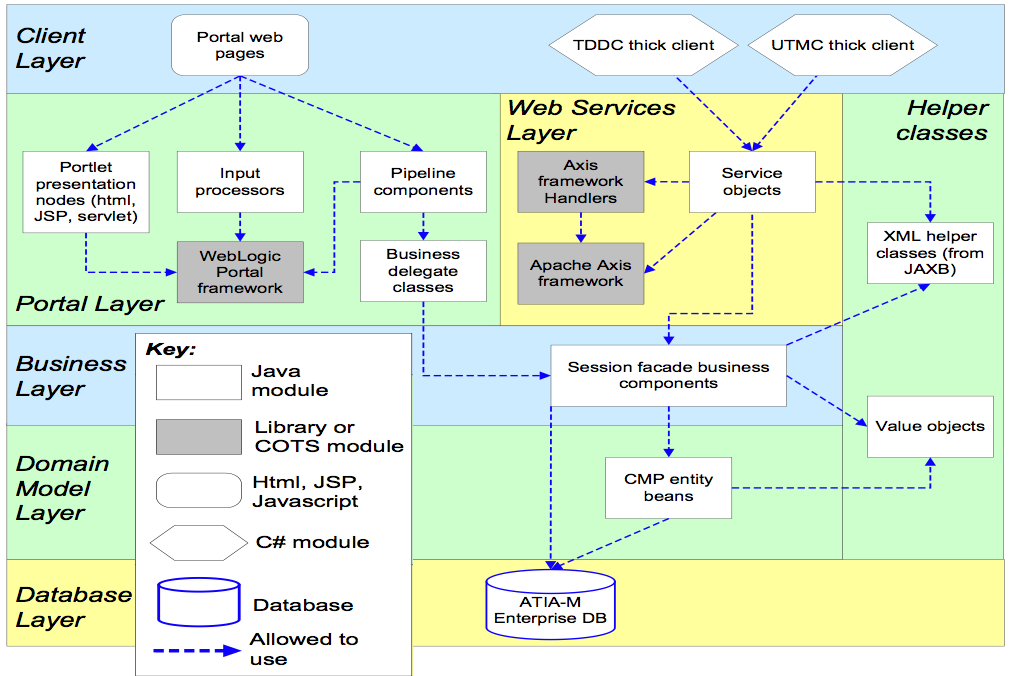 Client
Layer
Portal web
pages
TDDC thick client
UTMC thick client
Web Services
Layer
Helper
classes
Portlet
presentation
nodes (html,
JSP, servlet)
Input
processors
Pipeline
components
Axis
framework
Handlers
Service
objects
WebLogic
Portal
framework
Business
delegate
classes
Apache Axis
framework
XML helper
classes (from
JAXB)
Portal Layer
Business
Layer
Session facade business
components
Value objects
Domain
Model
Layer
CMP entity
beans
Database
Layer
ATIA-M
Enterprise DB
Key:
Java
module
Library or
COTS module
Html, JSP,
Javascript
C# module
Database
Allowed to
use